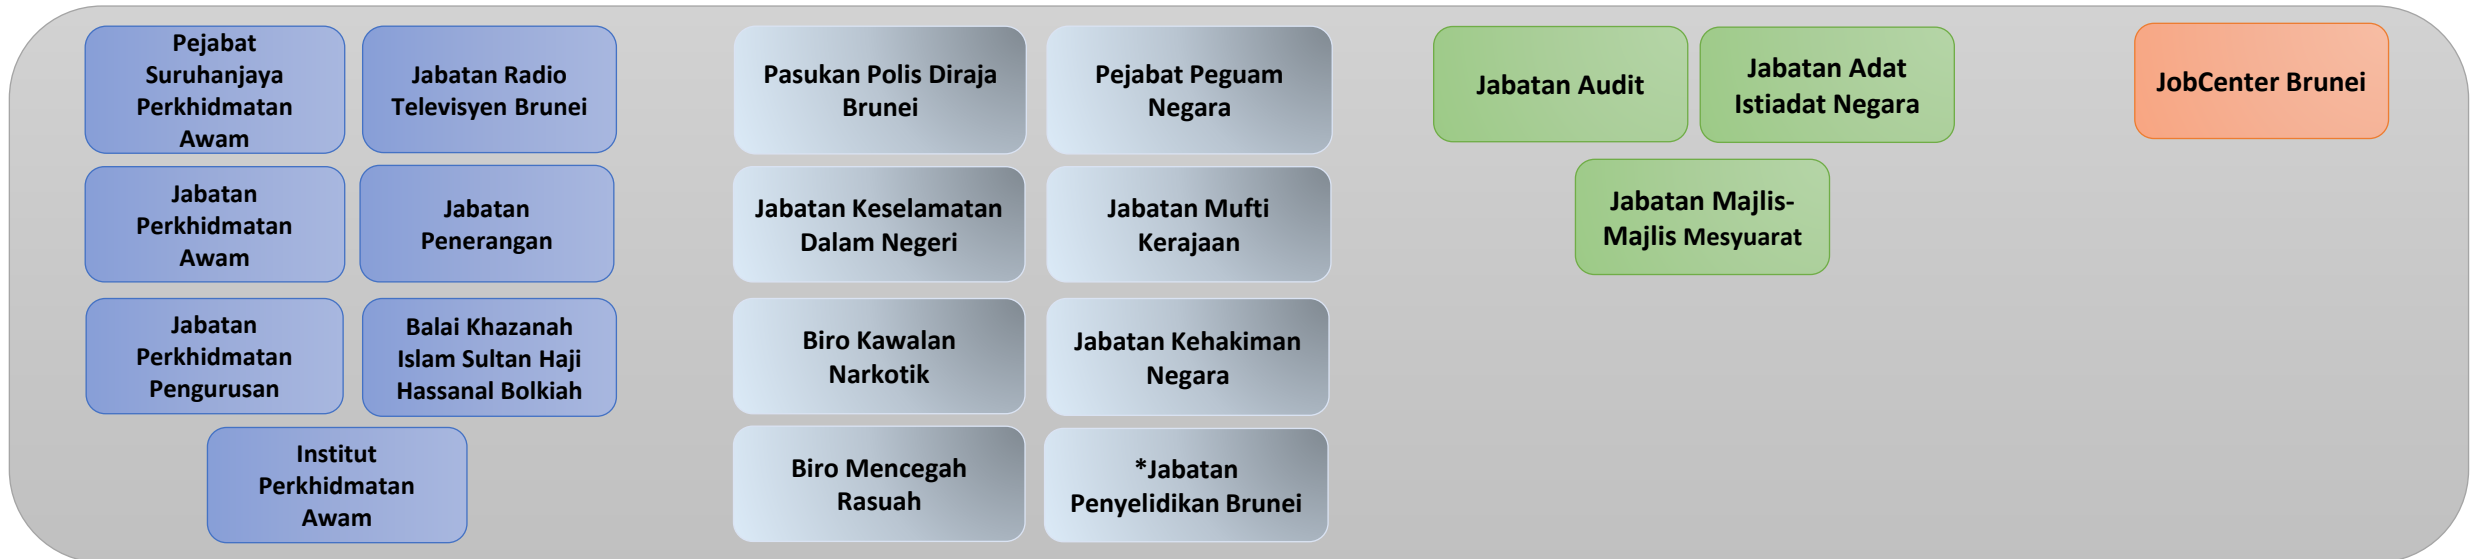 Pejabat
Suruhanjaya
Perkhidmatan
Awam
Jabatan Radio
Televisyen Brunei
Jabatan
Perkhidmatan
Awam
Jabatan
Penerangan
Jabatan
Perkhidmatan
Pengurusan
Balai Khazanah
Islam Sultan Haji
Hassanal Bolkiah
Institut
Perkhidmatan
Awam
Pasukan Polis Diraja
Brunei
Pejabat Peguam
Negara
Jabatan Keselamatan
Dalam Negeri
Jabatan Mufti
Kerajaan
Biro Kawalan
Narkotik
Jabatan Kehakiman
Negara
Biro Mencegah
Rasuah
*Jabatan
Penyelidikan Brunei
Jabatan Audit
Jabatan Adat
Istiadat Negara
Jabatan Majlis-
Majlis Mesyuarat
JobCenter Brunei